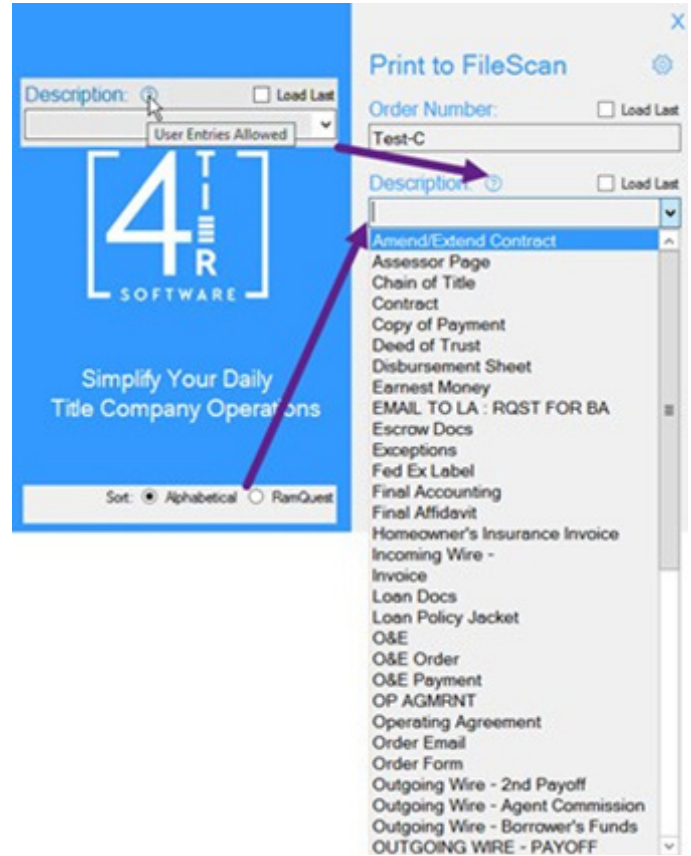 X
Print to FileScan
Description: ? Load Last
User Entries Allowed
4
TIER
SOFTWARE
Simplify Your Daily
Title Company Operations
Sort: Alphabetical RamQuest
Order Number: Load Last
Test-C
Description: ? Load Last
Amend/Extend Contract
Assessor Page
Chain of Title
Contract
Copy of Payment
Deed of Trust
Disbursement Sheet
Earnest Money
EMAIL TO LA : RQST FOR BA
Escrow Docs
Exceptions
Fed Ex Label
Final Accounting
Final Affidavit
Homeowner's Insurance Invoice
Incoming Wire -
Invoice
Loan Docs
Loan Policy Jacket
O&E
O&E Order
O&E Payment
OP AGMRNT
Operating Agreement
Order Email
Order Form
Outgoing Wire - 2nd Payoff
Outgoing Wire - Agent Commission
Outgoing Wire - Borrower's Funds
OUTGOING WIRE - PAYOFF